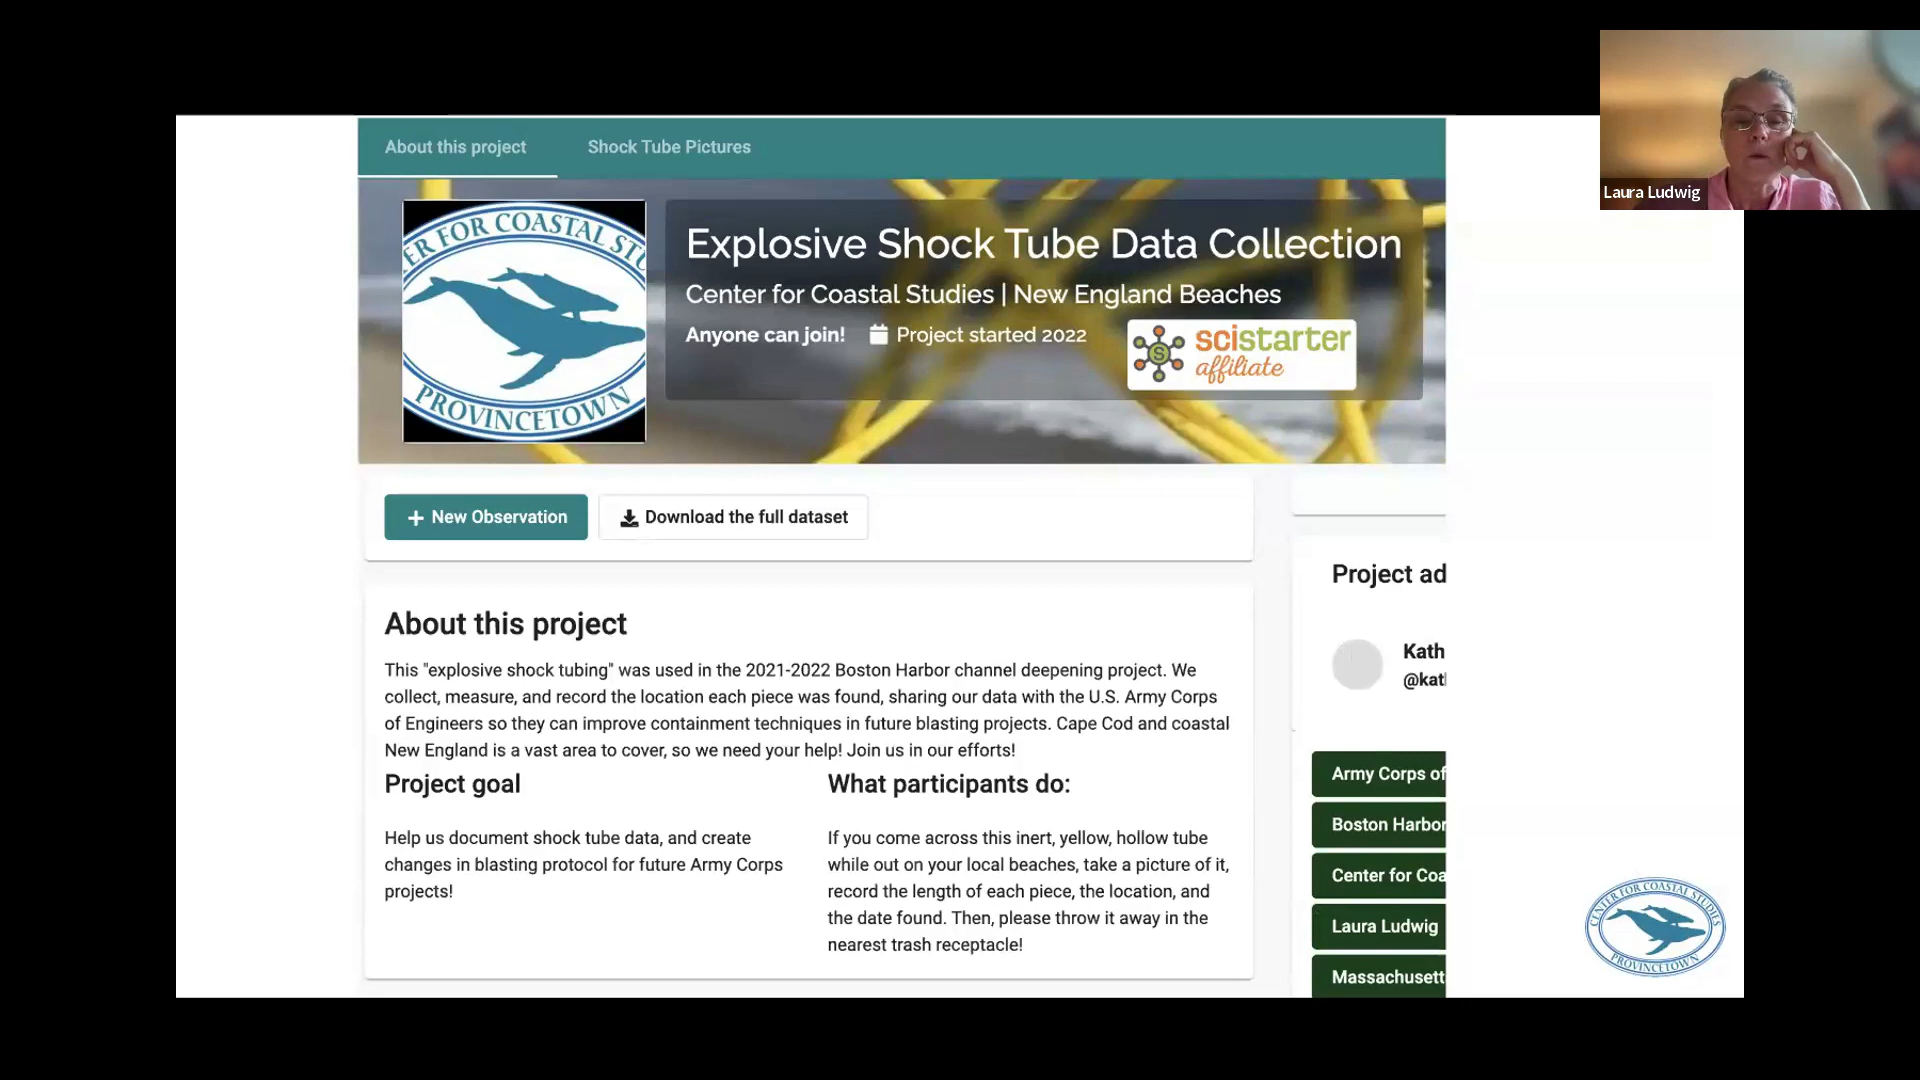 About this project
Shock Tube Pictures
Laura Ludwig
ER FOR COASTAL STU
PROVINCETOWN
Explosive Shock Tube Data Collection
Center for Coastal Studies | New England Beaches
Anyone can join!
Project started 2022
S
scistarter
affiliate
+ New Observation
Download the full dataset
About this project
This "explosive shock tubing" was used in the 2021-2022 Boston Harbor channel deepening project. We
collect, measure, and record the location each piece was found, sharing our data with the U.S. Army Corps
of Engineers so they can improve containment techniques in future blasting projects. Cape Cod and coastal
New England is a vast area to cover, so we need your help! Join us in our efforts!
Project goal
Help us document shock tube data, and create
changes in blasting protocol for future Army Corps
projects!
What participants do:
If you come across this inert, yellow, hollow tube
while out on your local beaches, take a picture of it,
record the length of each piece, the location, and
the date found. Then, please throw it away in the
nearest trash receptacle!
Project ad
Kath
@kat
Army Corps of
Boston Harbor
Center for Coa
Laura Ludwig
Massachusett
CENTER FOR COASTAL STUDIES
PROVINCETOWN